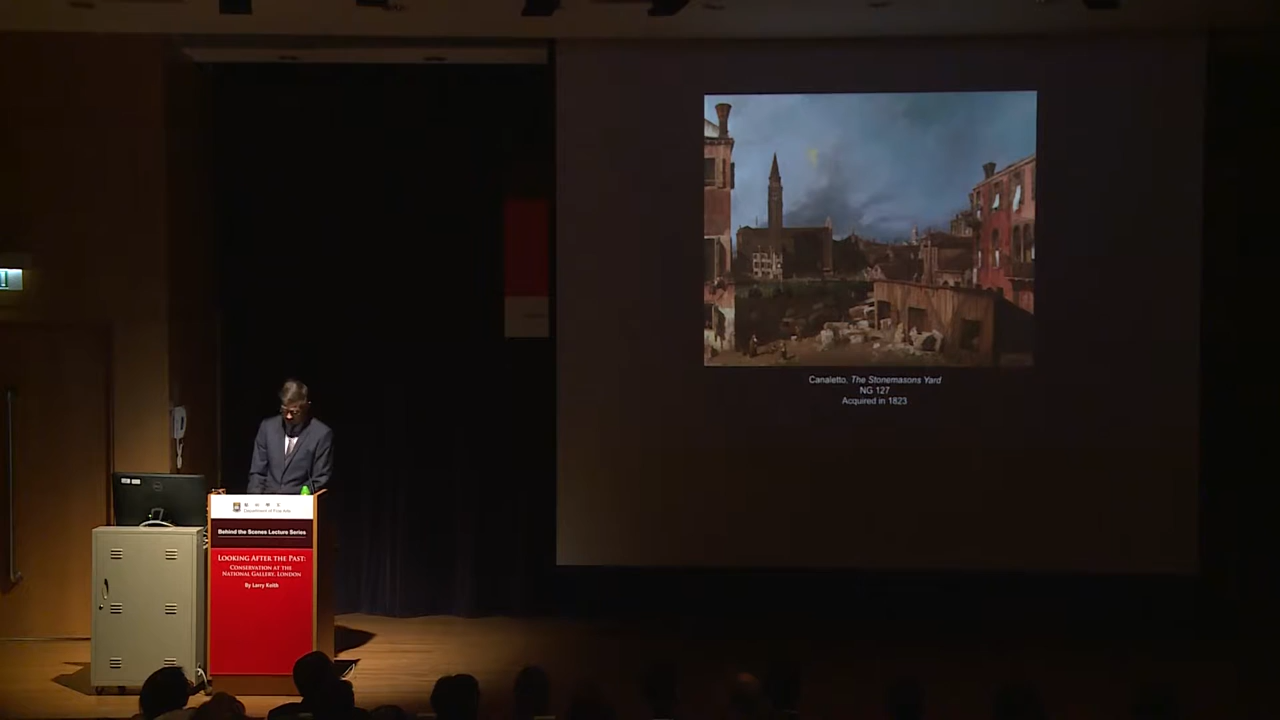 Canaletto, The Stonemasons Yard
NG 127
Acquired in 1823
Department of Fine Arts
Behind the Scenes Lecture Series
LOOKING AFTER THE PAST:
CONSERVATION AT THE
NATIONAL GALLERY, LONDON
By Larry Keith